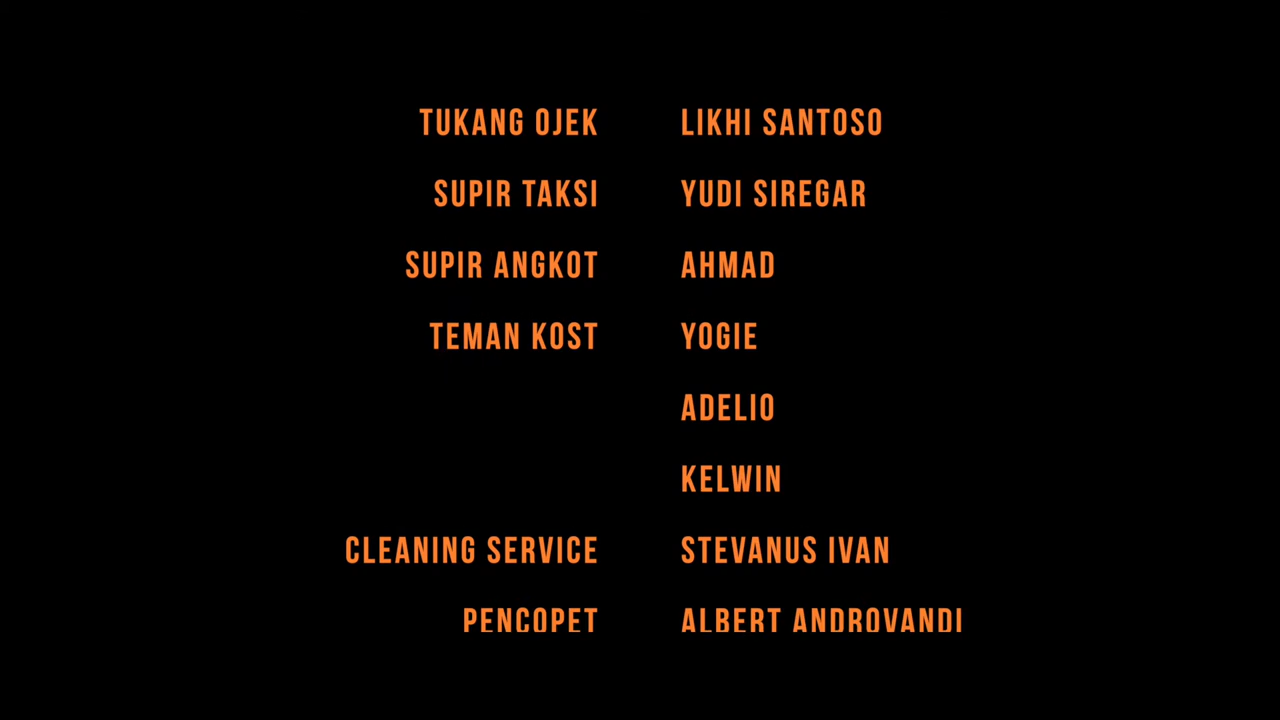 TUKANG OJEK LIKHI SANTOSO
SUPIR TAKSI YUDI SIREGAR
SUPIR ANGKOT AHMAD
TEMAN KOST YOGIE
ADELIO
KELWIN
CLEANING SERVICE STEVANUS IVAN
PENCOPET ALBERT ANDROVANDI